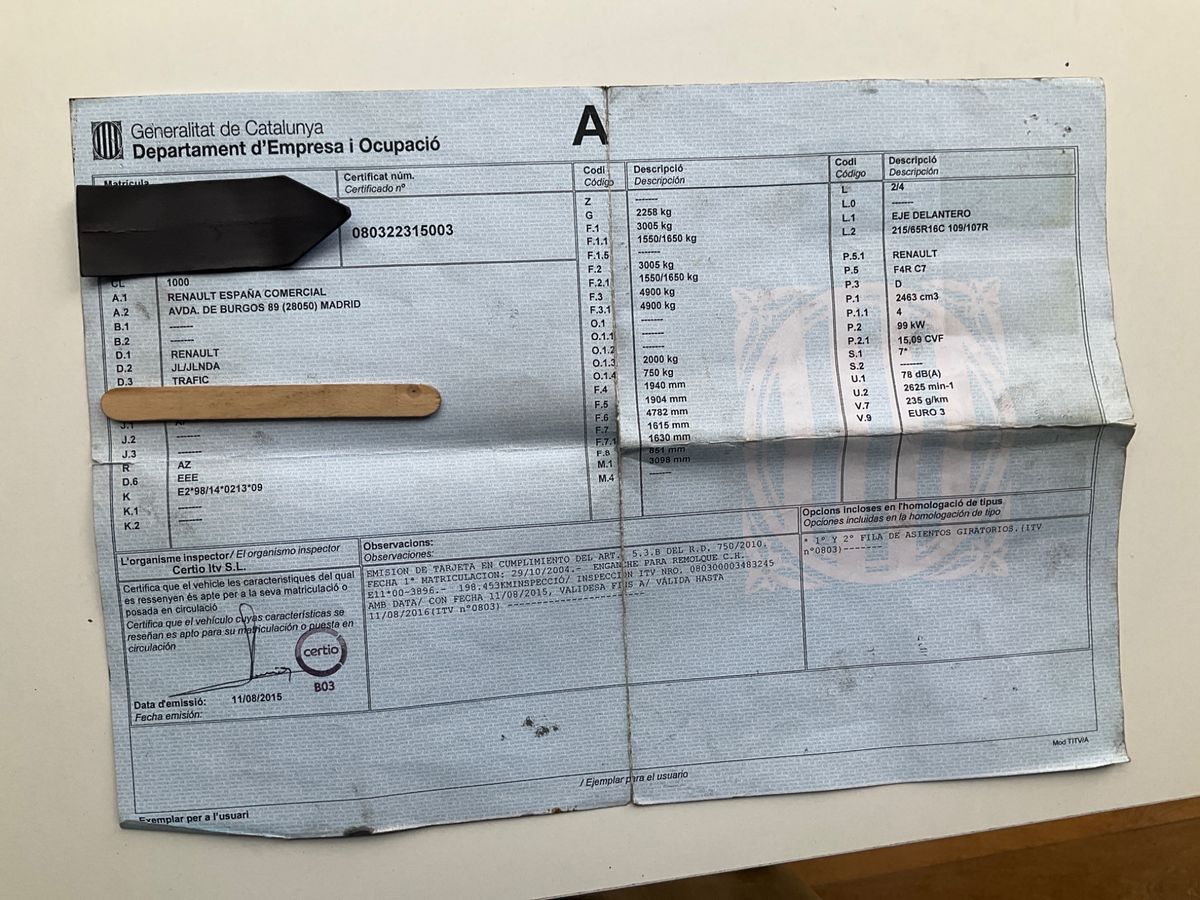 Generalitat de Catalunya
Departament d'Empresa i Ocupació
A
Matrícula
Certificat núm.
Certificado nº
080322315003
CL 1000
A.1 RENAULT ESPAÑA COMERCIAL
A.2 AVDA. DE BURGOS 89 (28050) MADRID
B.1 -------
B.2 -------
D.1 RENAULT
D.2 JL/JLNDA
D.3 TRAFIC
J.1
J.2 -------
J.3 -------
R AZ
D.6 EEE
K E2*98/14*0213*09
K.1 -------
K.2 -------
Codi Descripció
Código Descripción
Z -------
G 2258 kg
F.1 3005 kg
F.1.1 1550/1650 kg
F.1.5 -------
F.2 3005 kg
F.2.1 1550/1650 kg
F.3 4900 kg
F.3.1 4900 kg
O.1 -------
O.1.1 -------
O.1.2 -------
O.1.3 2000 kg
O.1.4 750 kg
F.4 1940 mm
F.5 1904 mm
F.6 4782 mm
F.7 1615 mm
F.7.1 1630 mm
F.8 851 mm
M.1 3098 mm
M.4 -------
Codi Descripció
Código Descripción
L 2/4
L.0 -------
L.1 EJE DELANTERO
L.2 215/65R16C 109/107R
P.5.1 RENAULT
P.5 F4R C7
P.3 D
P.1 2463 cm3
P.1.1 4
P.2 99 kW
P.2.1 15,09 CVF
S.1 7*
S.2 -------
U.1 78 dB(A)
U.2 2625 min-1
V.7 235 g/km
V.9 EURO 3
L'organisme inspector/ El organismo inspector
Certio Itv S.L.
Certifica que el vehicle les característiques del qual
es ressenyen és apte per a la seva matriculació o
posada en circulació
Certifica que el vehículo cuyas características se
reseñan es apto para su matriculación o puesta en
circulación
certio
B03
Data d'emissió: 11/08/2015
Fecha emisión:
Observacions:
Observaciones:
EMISION DE TARJETA EN CUMPLIMIENTO DEL ART. 5.3.B DEL R.D. 750/2010.
FECHA 1ª MATRICULACION: 29/10/2004.- ENGANCHE PARA REMOLQUE C.H.
E11*00-3896.- 198.453KMINSPECCIÓ/ INSPECCIÓN ITV NRO. 080300003483245
AMB DATA/ CON FECHA 11/08/2015, VALIDESA FINS A/ VÁLIDA HASTA
11/08/2016(ITV nº0803) -----------------------
Opcions incloses en l'homologació de tipus
Opciones incluidas en la homologación de tipo
* 1º Y 2º FILA DE ASIENTOS GIRATORIOS.(ITV
nº0803)-------
Mod TITV/A
Exemplar per a l'usuari / Ejemplar para el usuario